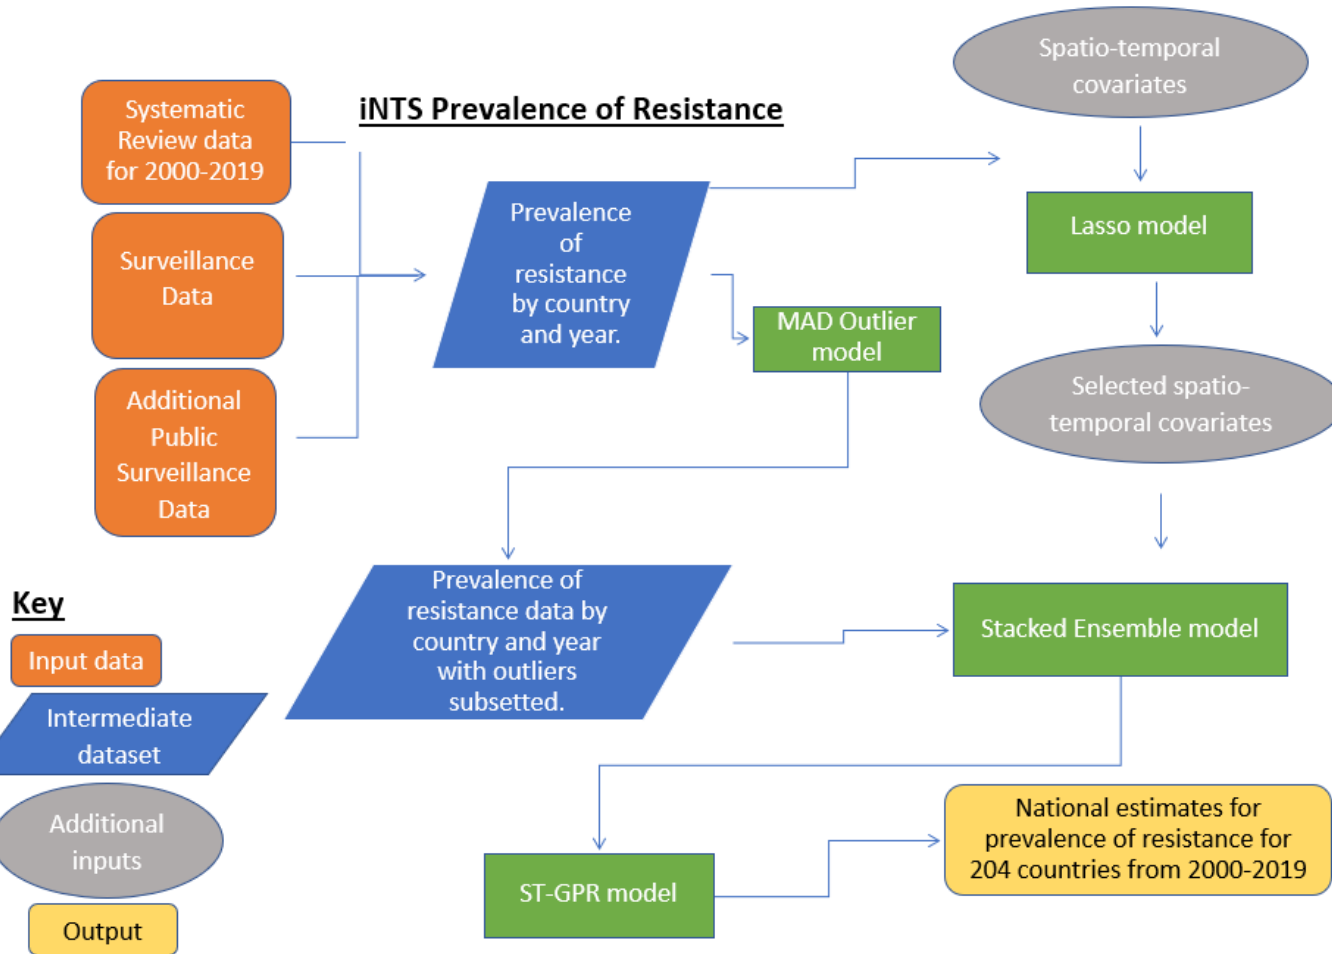 iNTS Prevalence of Resistance
Systematic
Review data
for 2000-2019
Surveillance
Data
Additional
Public
Surveillance
Data
Prevalence
of
resistance
by country
and year.
MAD Outlier
model
Spatio-temporal
covariates
Lasso model
Selected spatio-
temporal covariates
Prevalence of
resistance data by
country and year
with outliers
subsetted.
Stacked Ensemble model
ST-GPR model
National estimates for
prevalence of resistance for
204 countries from 2000-2019
Key
Input data
Intermediate
dataset
Additional
inputs
Output